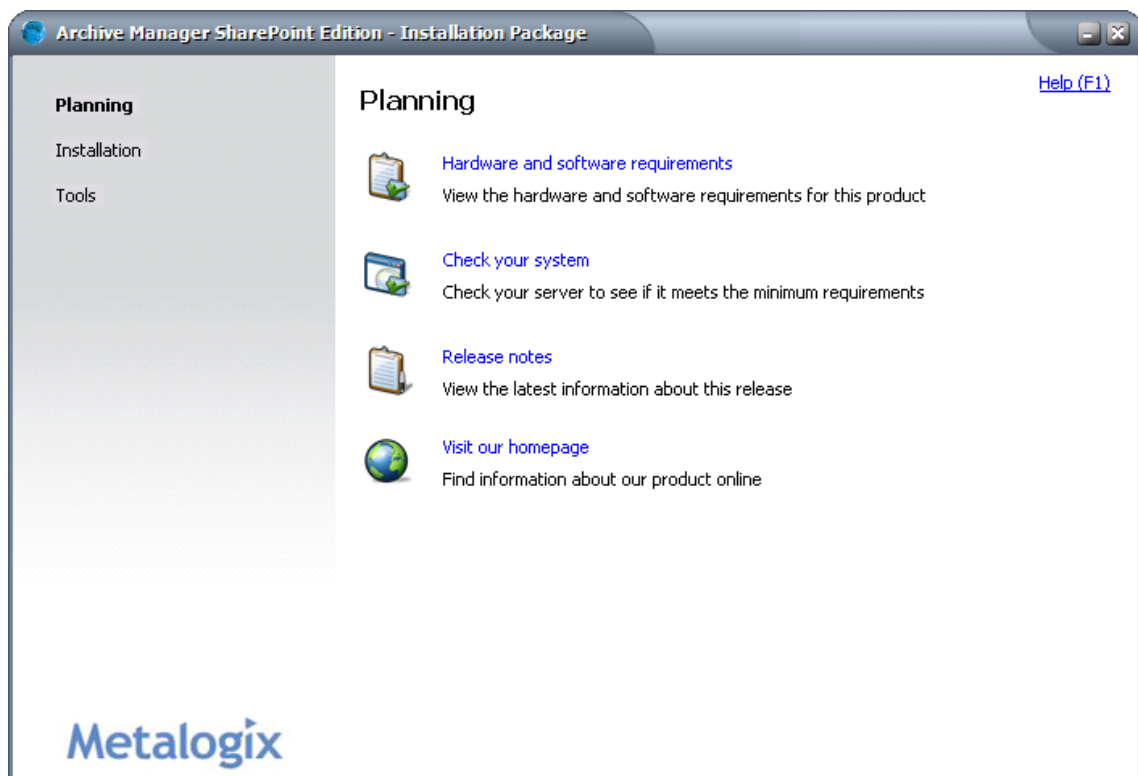 Archive Manager SharePoint Edition - Installation Package
Help (F1)
Planning
Installation
Tools
Planning
Hardware and software requirements
View the hardware and software requirements for this product
Check your system
Check your server to see if it meets the minimum requirements
Release notes
View the latest information about this release
Visit our homepage
Find information about our product online
Metalogix